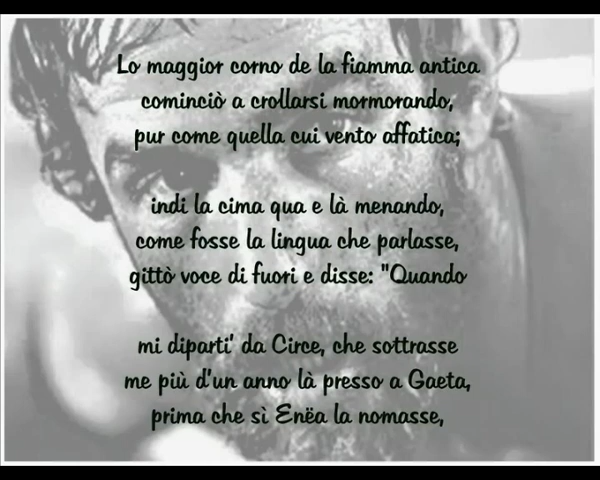 Lo maggior corno de la fiamma antica
cominciò a crollarsi mormorando,
pur come quella cui vento affatica;
indi la cima qua e là menando,
come fosse la lingua che parlasse,
gittò voce di fuori e disse: "Quando
mi diparti' da Circe, che sottrasse
me più d'un anno là presso a Gaeta,
prima che sì Enëa la nomasse,